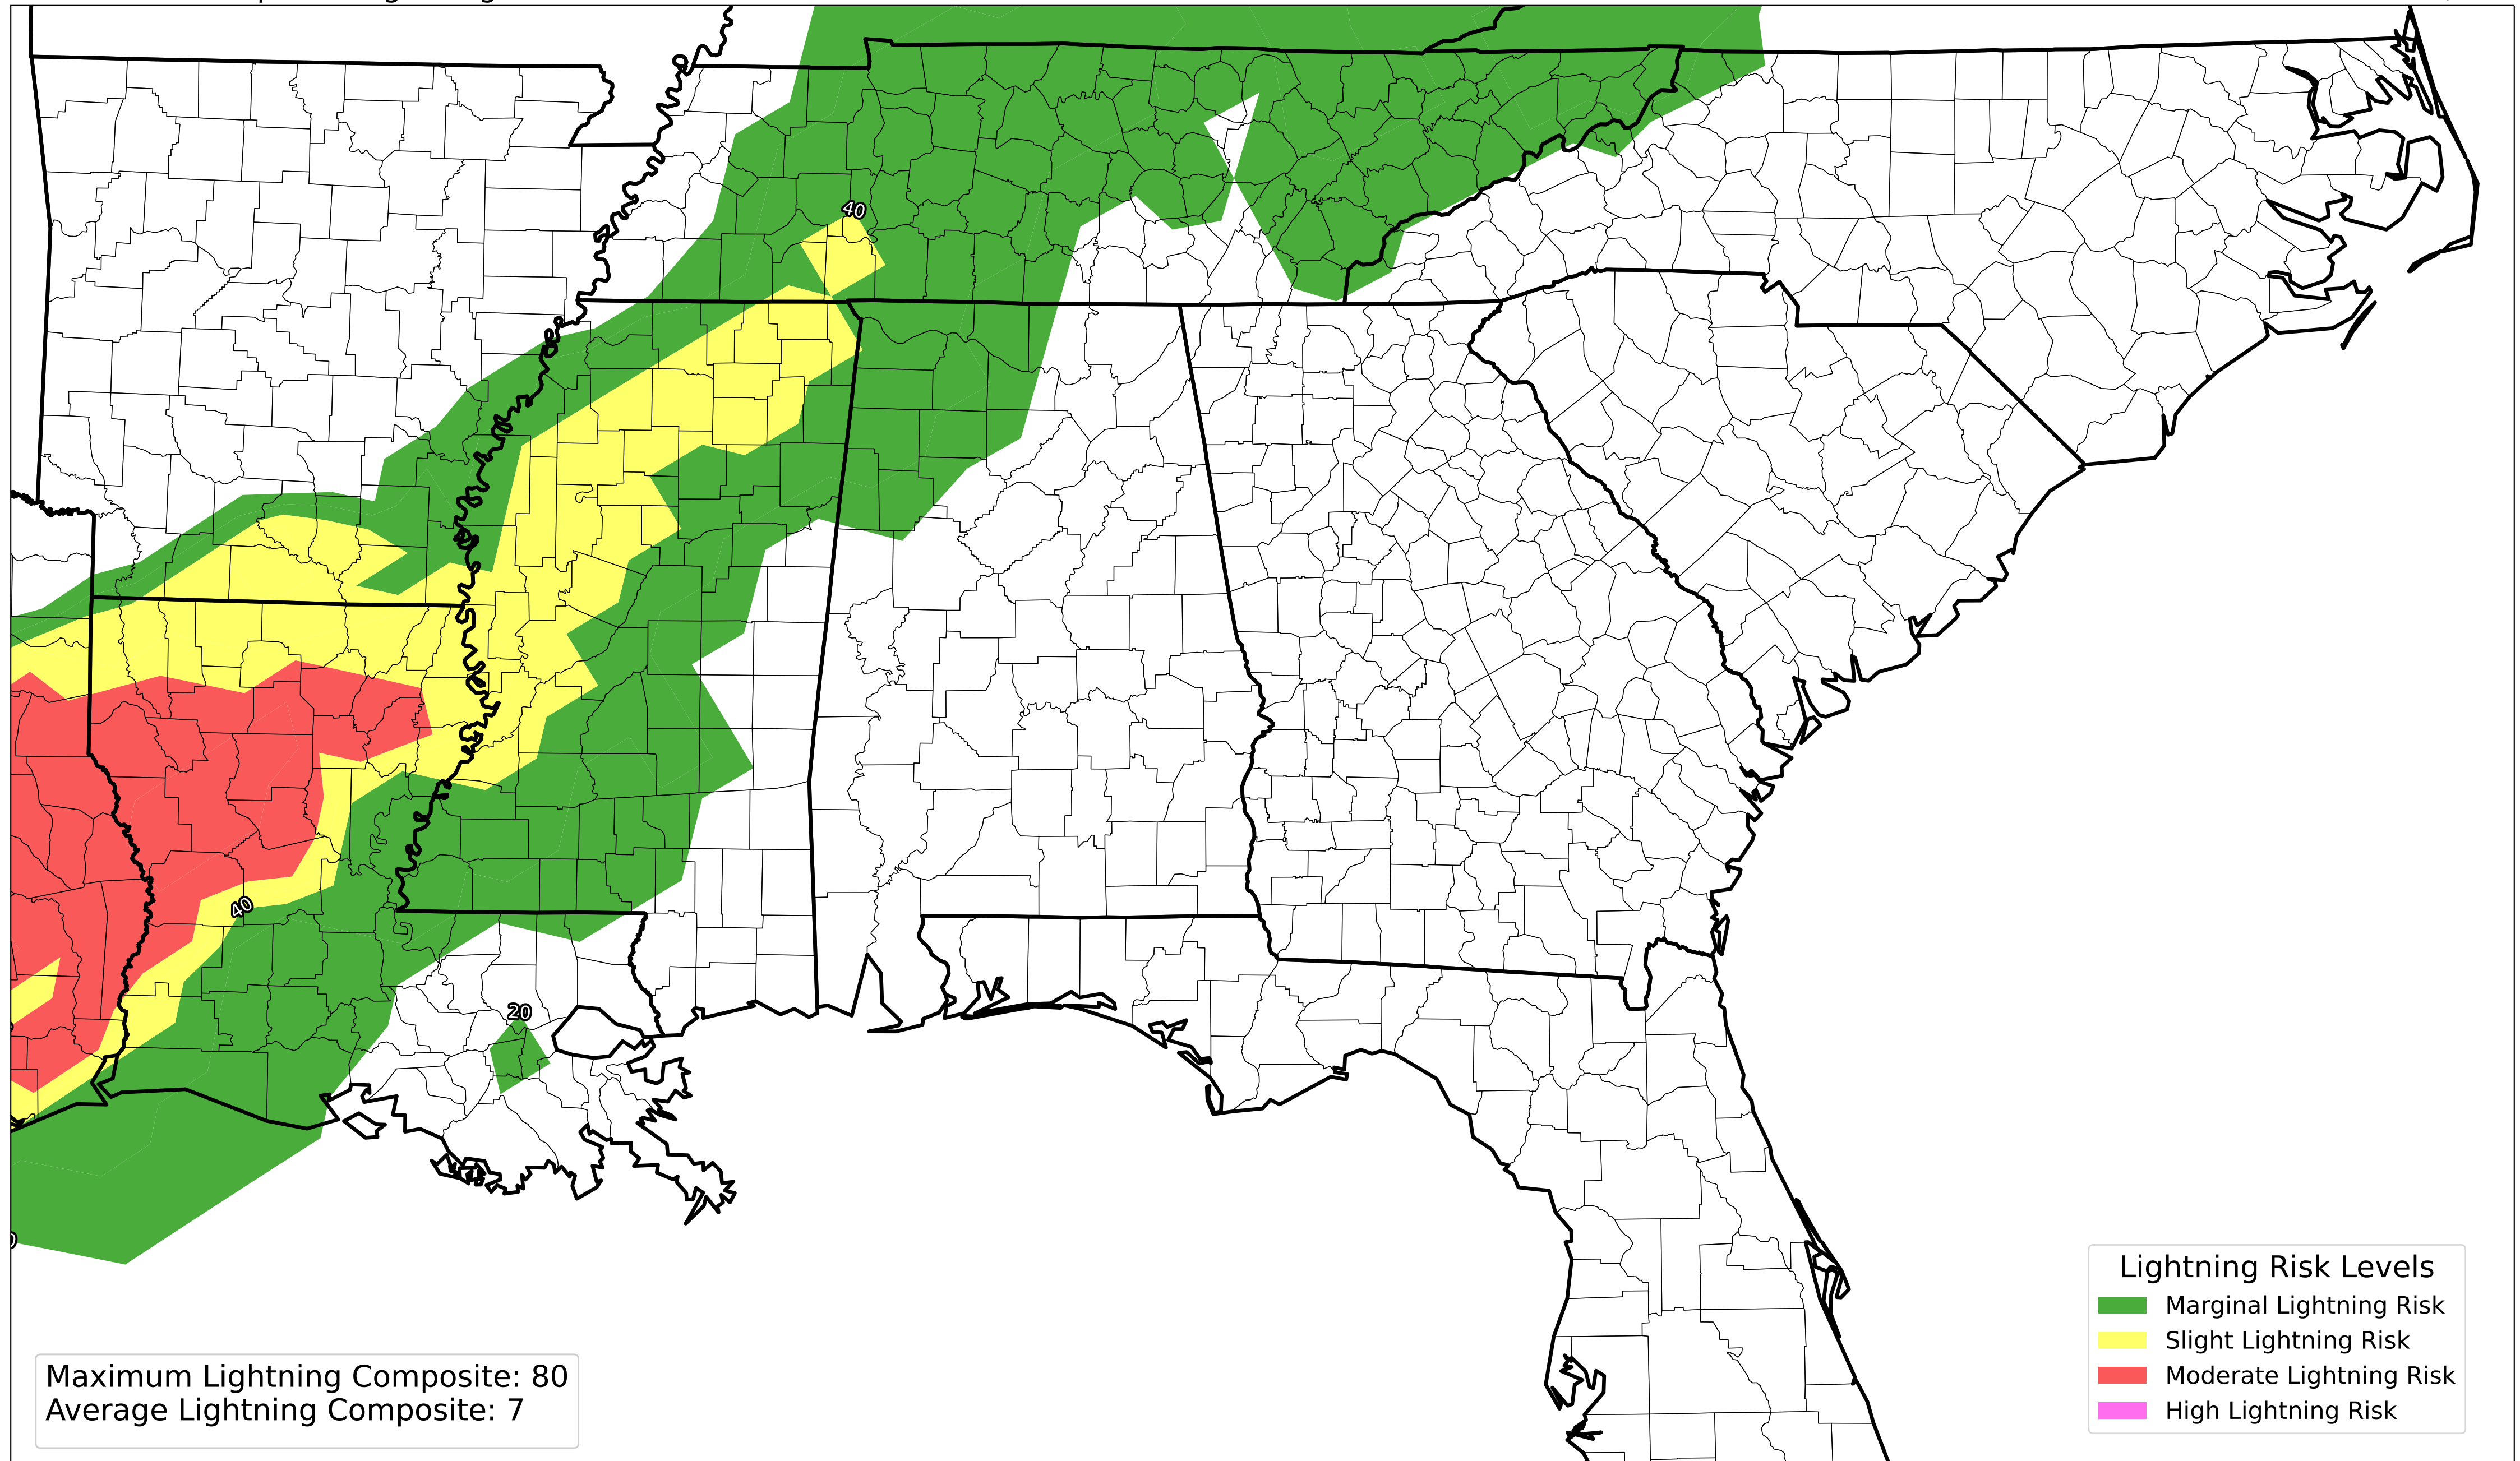 40
40
20
Lightning Risk Levels
Marginal Lightning Risk
Slight Lightning Risk
Moderate Lightning Risk
High Lightning Risk
Maximum Lightning Composite: 80
Average Lightning Composite: 7